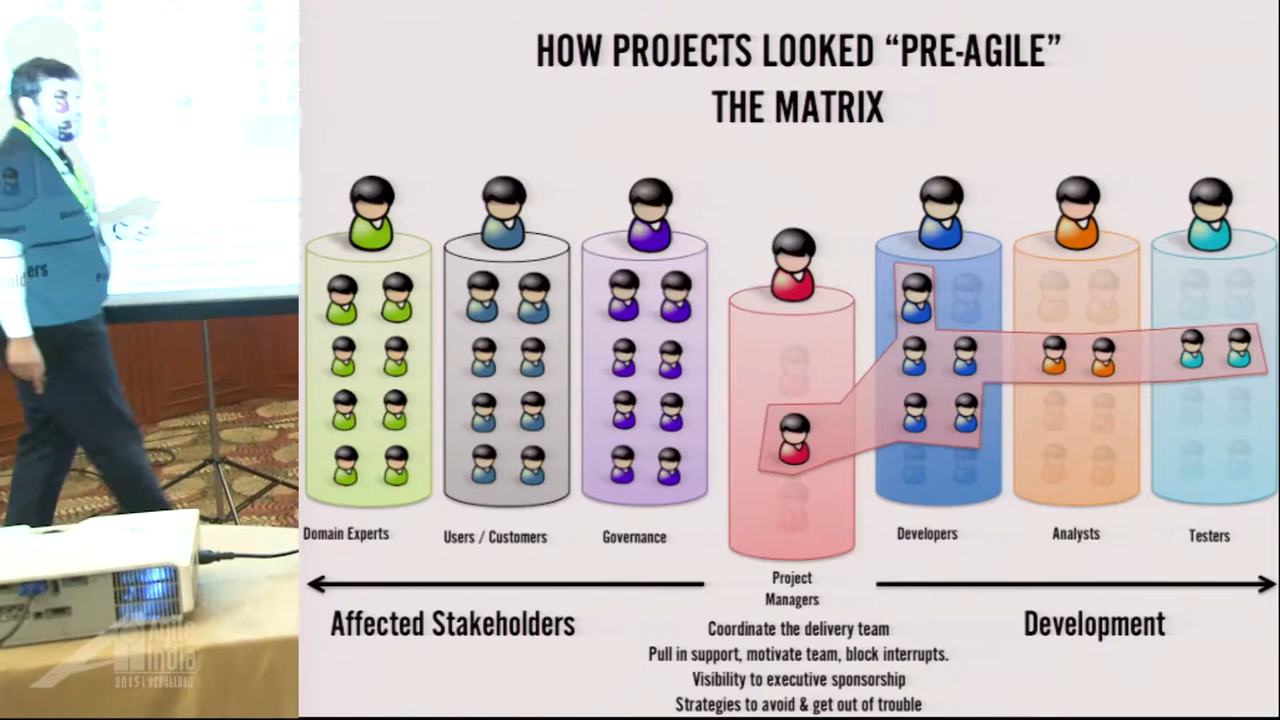 HOW PROJECTS LOOKED “PRE-AGILE”
THE MATRIX
Domain Experts
Users / Customers
Governance
Project
Managers
Developers
Analysts
Testers
Affected Stakeholders
Development
Coordinate the delivery team
Pull in support, motivate team, block interrupts.
Visibility to executive sponsorship
Strategies to avoid & get out of trouble